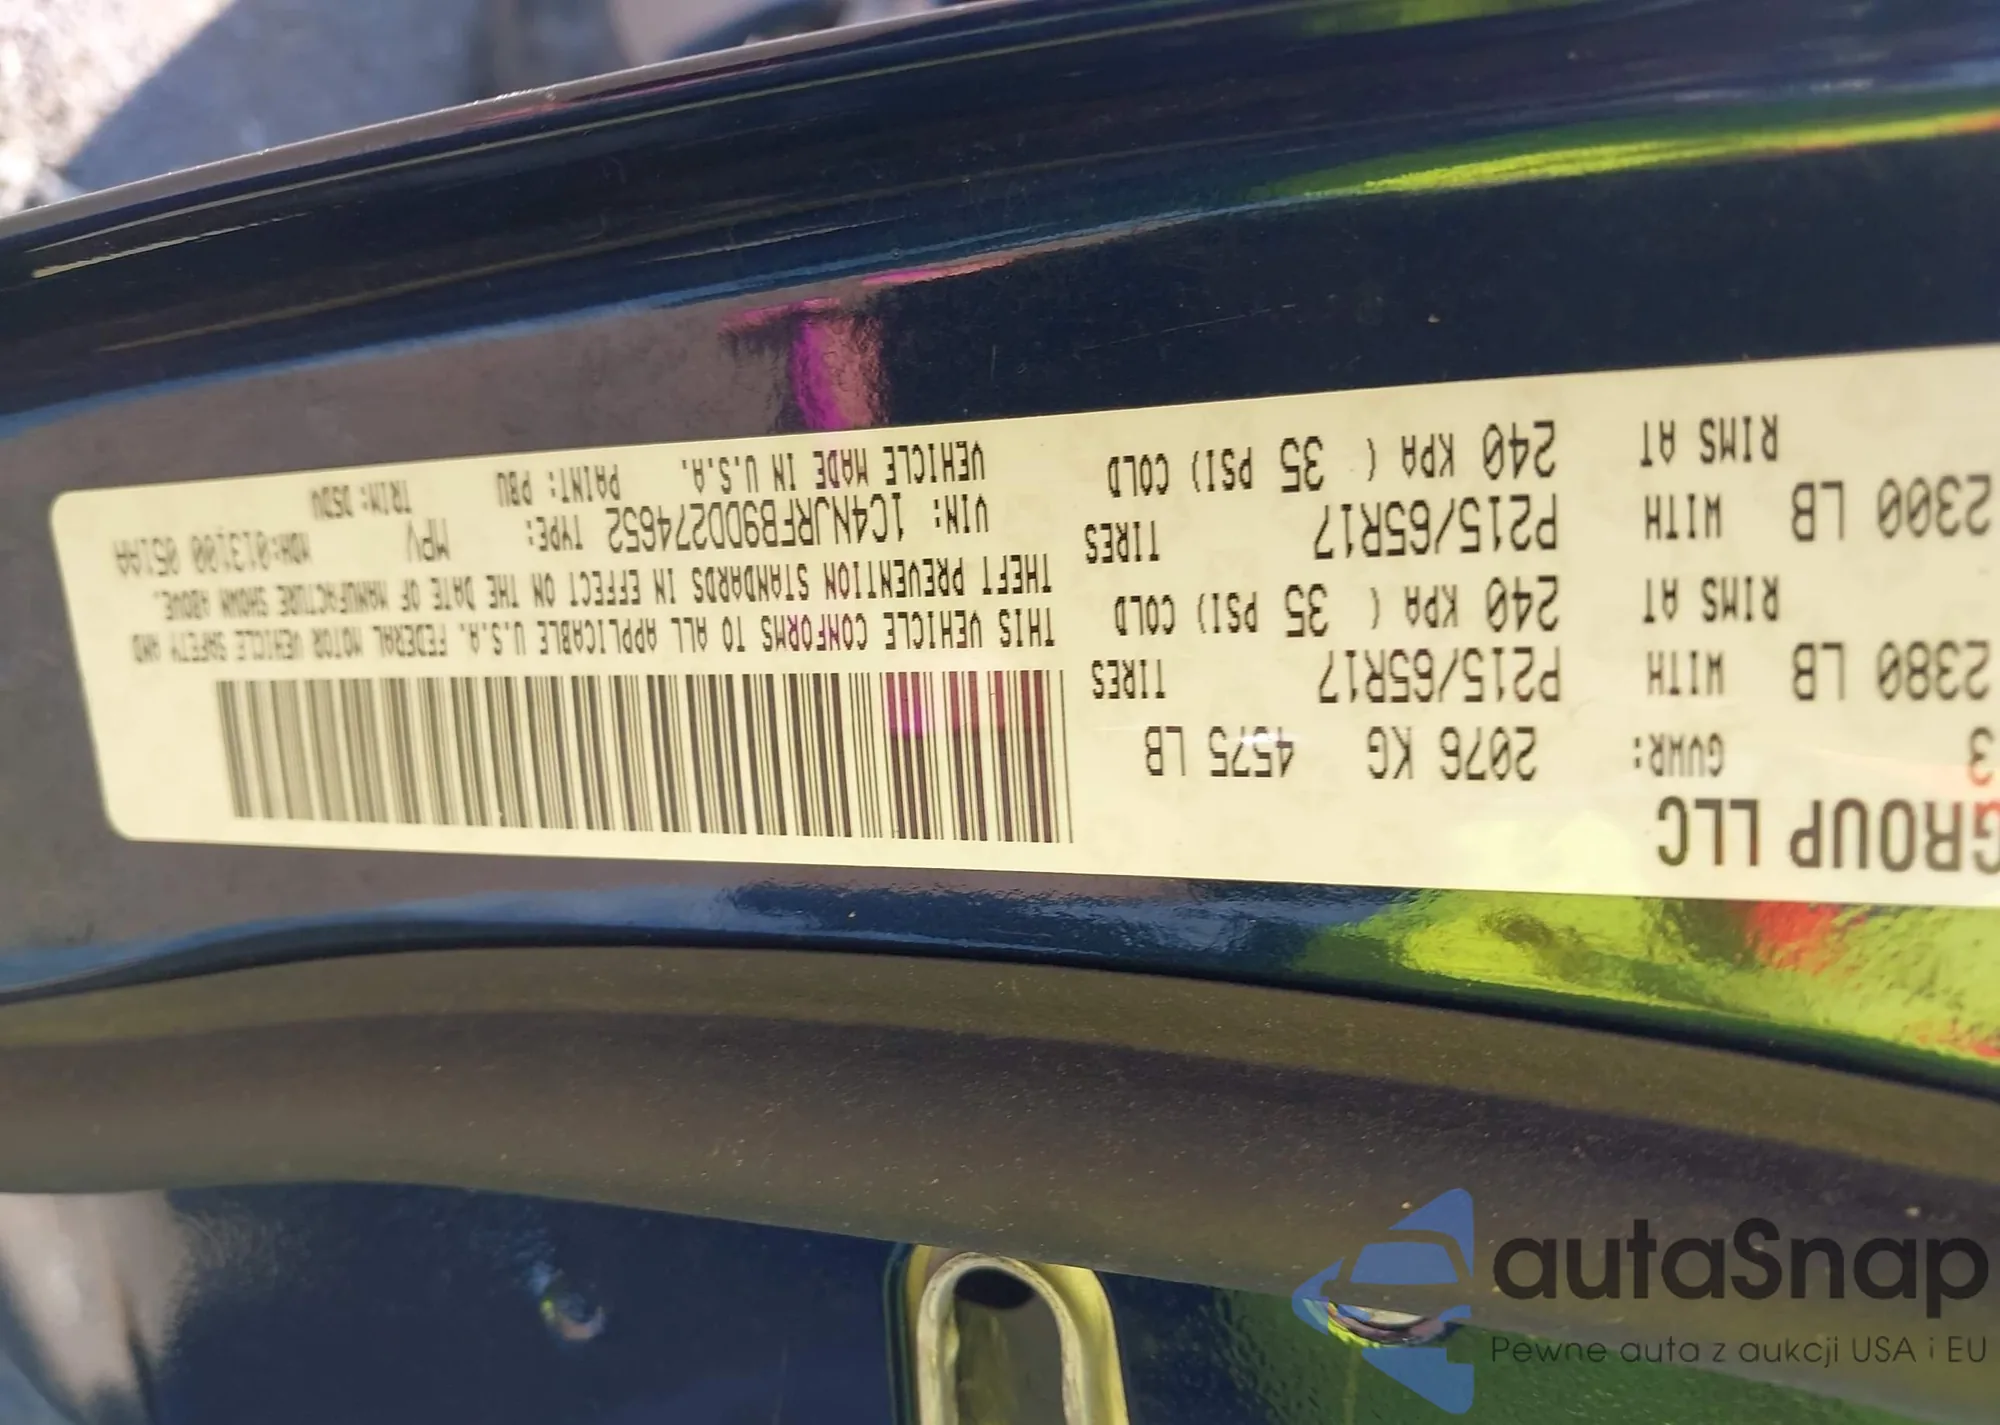 GROUP LLC
3 GVWR: 2076 KG 4575 LB
2380 LB WITH P215/65R17 TIRES
RIMS AT 240 KPA ( 35 PSI) COLD
2300 LB WITH P215/65R17 TIRES
RIMS AT 240 KPA ( 35 PSI) COLD
THIS VEHICLE CONFORMS TO ALL APPLICABLE U.S.A. FEDERAL MOTOR VEHICLE SAFETY AND
THEFT PREVENTION STANDARDS IN EFFECT ON THE DATE OF MANUFACTURE SHOWN ABOVE.
VIN: 1C4NJRFB9DD274652 TYPE: MPV MDH:013100 051AA
VEHICLE MADE IN U.S.A. PAINT: PBU TRIM:
autaSnap
Pewne auta z aukcji USA i EU